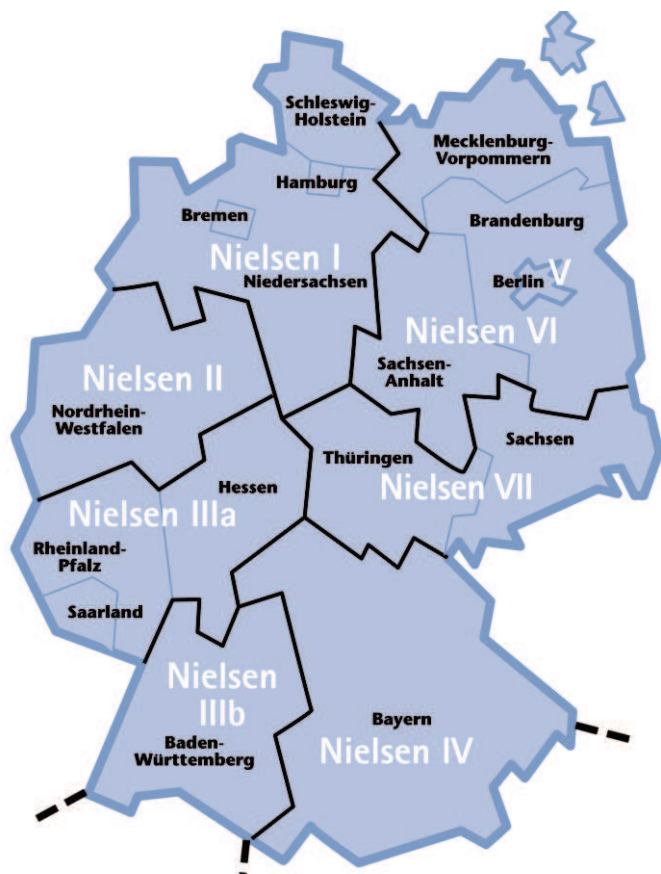 Schleswig-
Holstein
Mecklenburg-
Vorpommern
Hamburg
Bremen
Brandenburg
Nielsen I
Niedersachsen
Berlin
V
Nielsen VI
Sachsen-
Anhalt
Nielsen II
Nordrhein-
Westfalen
Sachsen
Thüringen
Hessen
Nielsen VII
Nielsen IIIa
Rheinland-
Pfalz
Saarland
Nielsen
IIIb
Baden-
Württemberg
Bayern
Nielsen IV